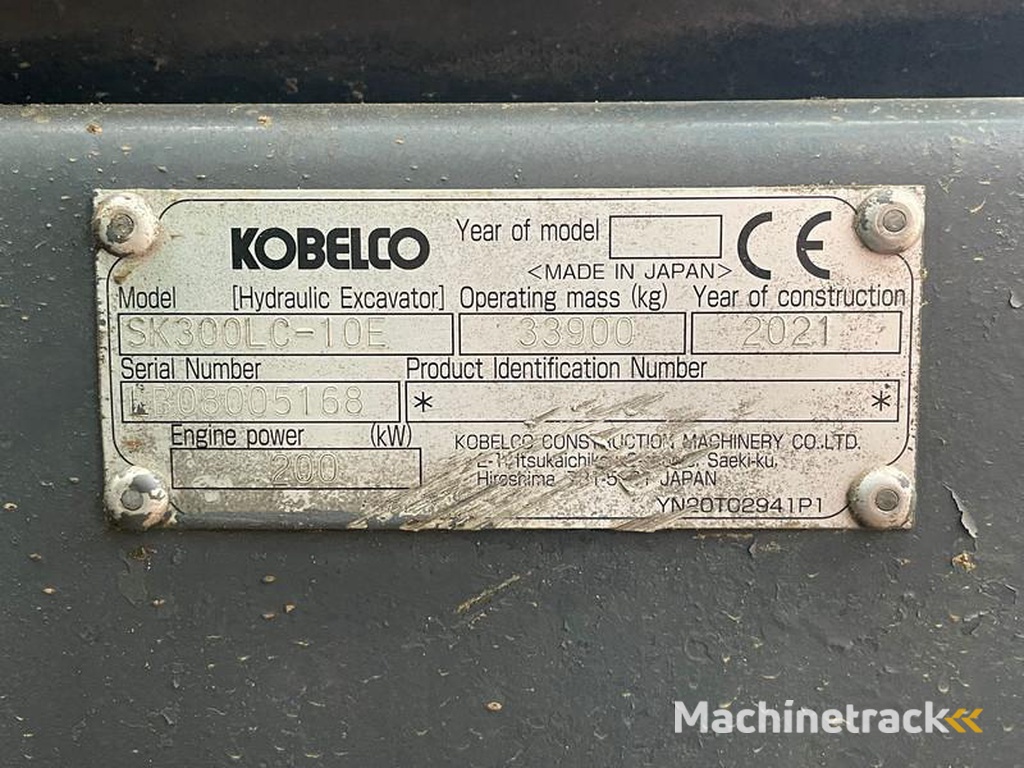 KOBELCO Year of model CE
<MADE IN JAPAN>
Model [Hydraulic Excavator] Operating mass (kg) Year of construction
SK300LC-10E 33900 2021
Serial Number Product Identification Number
08005168 * *
Engine power (kW) KOBELCO CONSTRUCTION MACHINERY CO.,LTD.
200 Saeki-ku,
Hiroshima JAPAN
YN20T02941P1
Machinetrack